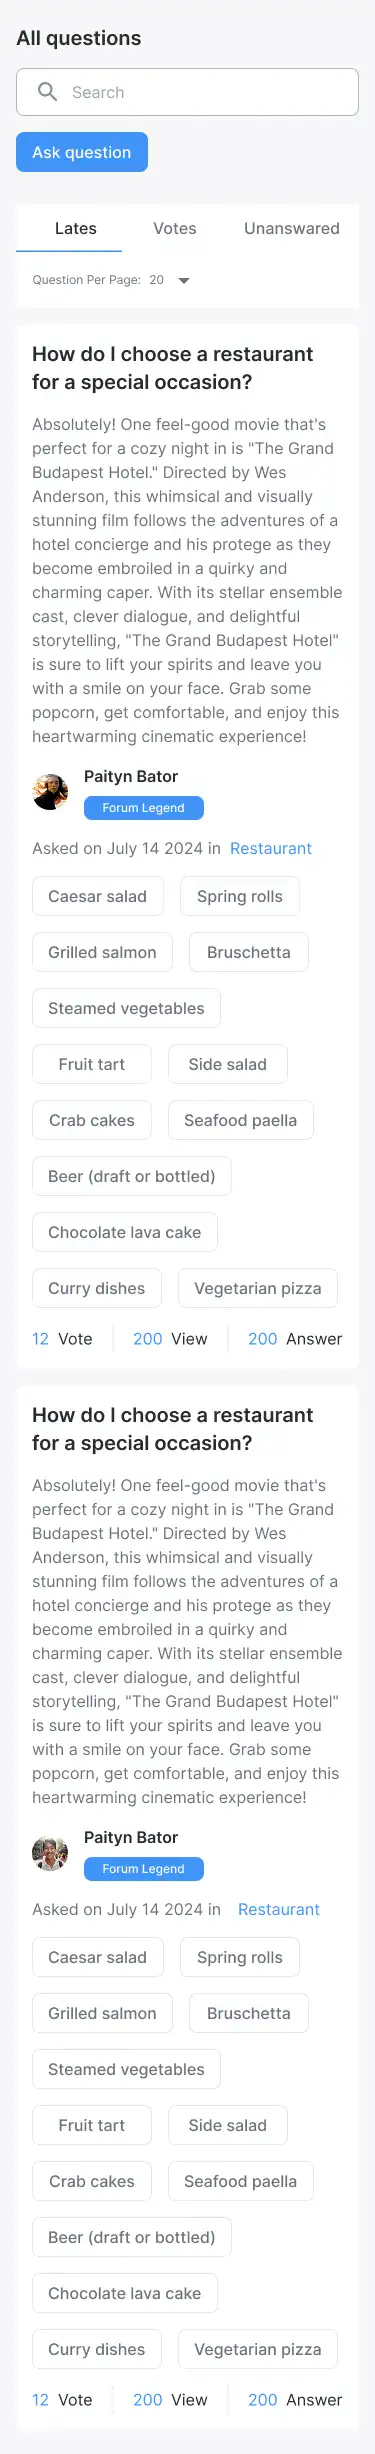 All questions
Search
Ask question
Lates Votes Unanswared
Question Per Page: 20
How do I choose a restaurant
for a special occasion?
Absolutely! One feel-good movie that's
perfect for a cozy night in is "The Grand
Budapest Hotel." Directed by Wes
Anderson, this whimsical and visually
stunning film follows the adventures of a
hotel concierge and his protege as they
become embroiled in a quirky and
charming caper. With its stellar ensemble
cast, clever dialogue, and delightful
storytelling, "The Grand Budapest Hotel"
is sure to lift your spirits and leave you
with a smile on your face. Grab some
popcorn, get comfortable, and enjoy this
heartwarming cinematic experience!
Paityn Bator
Forum Legend
Asked on July 14 2024 in Restaurant
Caesar salad Spring rolls
Grilled salmon Bruschetta
Steamed vegetables
Fruit tart Side salad
Crab cakes Seafood paella
Beer (draft or bottled)
Chocolate lava cake
Curry dishes Vegetarian pizza
12 Vote 200 View 200 Answer
How do I choose a restaurant
for a special occasion?
Absolutely! One feel-good movie that's
perfect for a cozy night in is "The Grand
Budapest Hotel." Directed by Wes
Anderson, this whimsical and visually
stunning film follows the adventures of a
hotel concierge and his protege as they
become embroiled in a quirky and
charming caper. With its stellar ensemble
cast, clever dialogue, and delightful
storytelling, "The Grand Budapest Hotel"
is sure to lift your spirits and leave you
with a smile on your face. Grab some
popcorn, get comfortable, and enjoy this
heartwarming cinematic experience!
Paityn Bator
Forum Legend
Asked on July 14 2024 in Restaurant
Caesar salad Spring rolls
Grilled salmon Bruschetta
Steamed vegetables
Fruit tart Side salad
Crab cakes Seafood paella
Beer (draft or bottled)
Chocolate lava cake
Curry dishes Vegetarian pizza
12 Vote 200 View 200 Answer